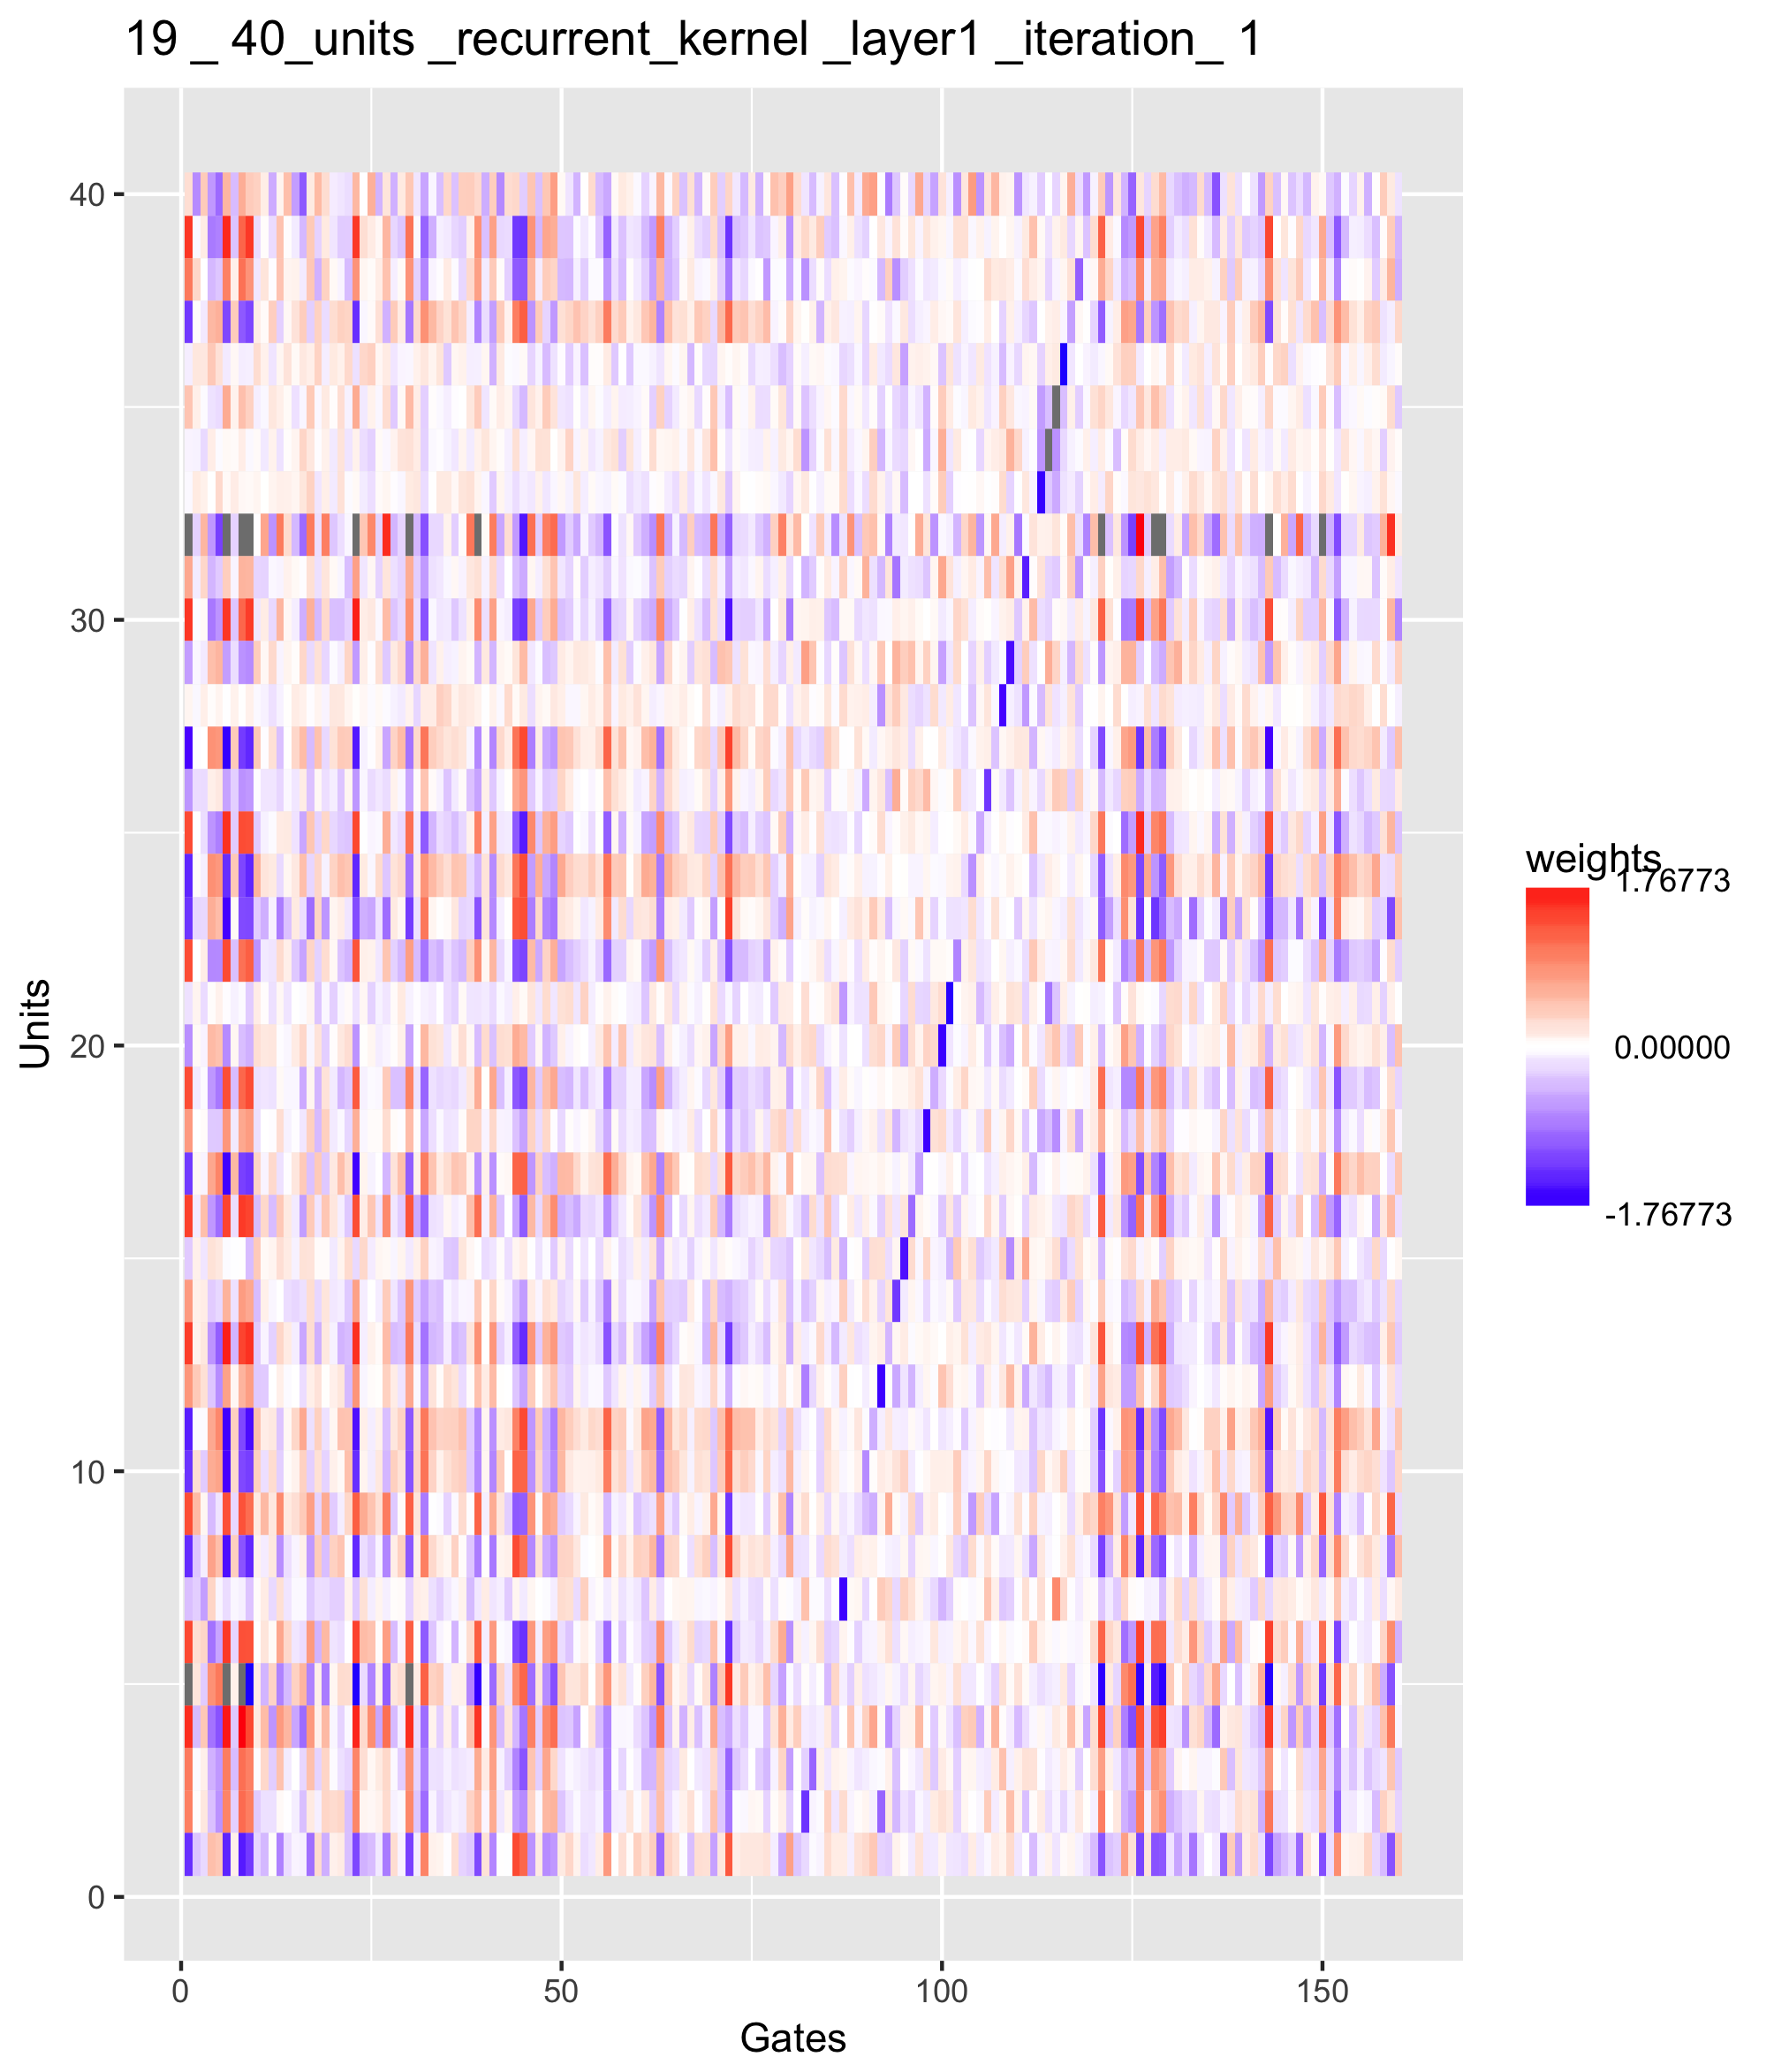 19 _ 40_units _recurrent_kernel _layer1 _iteration_ 1
40
30
20
10
0
Units
0 50 100 150
Gates
weights
1.76773
0.00000
-1.76773